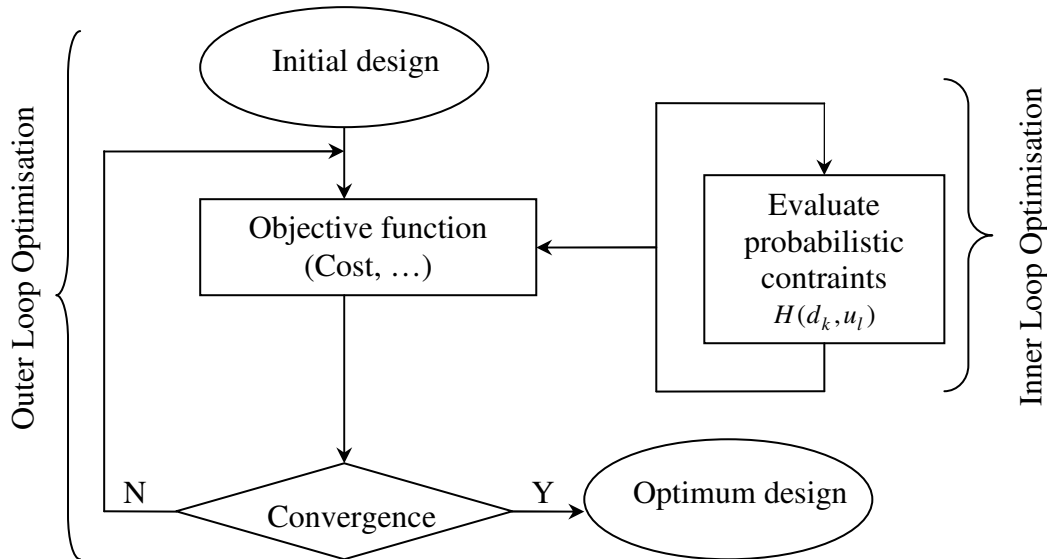 Outer Loop Optimisation
Initial design
Objective function
(Cost, …)
Convergence
N
Y
Optimum design
Evaluate
probabilistic
contraints
H(d_k,u_l)
Inner Loop Optimisation